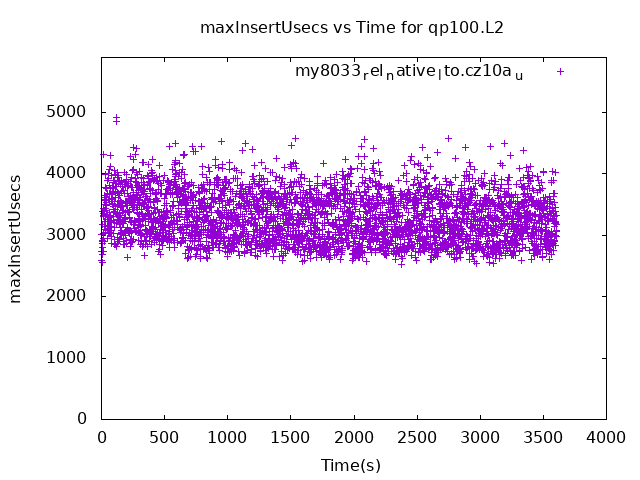 maxInsertUsecs vs Time for qp100.L2
my8033relnativelto.cz10au
5000
4000
3000
2000
1000
0
maxInsertUsecs
0 500 1000 1500 2000 2500 3000 3500 4000
Time(s)